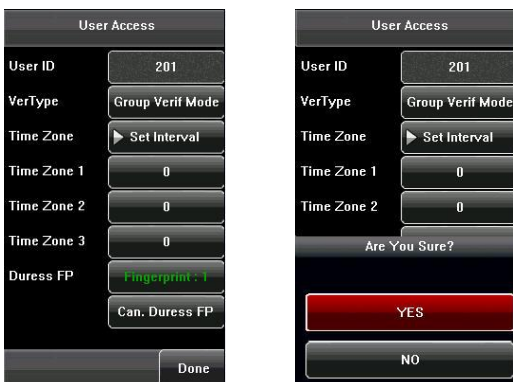 User Access
User ID 201
VerType Group Verif Mode
Time Zone Set Interval
Time Zone 1 0
Time Zone 2 0
Time Zone 3 0
Duress FP Fingerprint : 1
Can. Duress FP
Done
User Access
User ID 201
VerType Group Verif Mode
Time Zone Set Interval
Time Zone 1 0
Time Zone 2 0
Are You Sure?
YES
NO